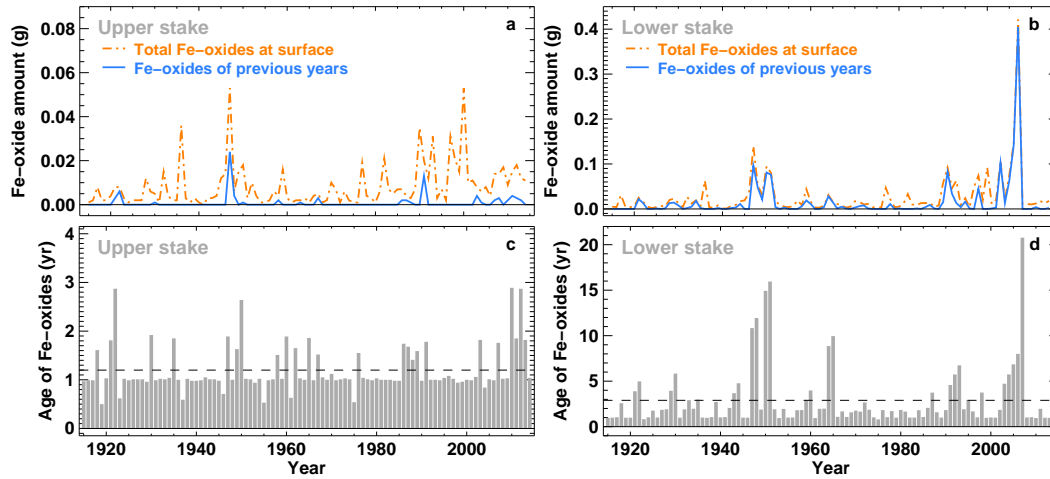 Upper stake
a
Total Fe−oxides at surface
Fe−oxides of previous years
Fe−oxide amount (g)
0.08
0.06
0.04
0.02
0.00
Lower stake
b
Total Fe−oxides at surface
Fe−oxides of previous years
Fe−oxide amount (g)
0.4
0.3
0.2
0.1
0.0
Upper stake
c
Age of Fe−oxides (yr)
4
3
2
1
0
1920 1940 1960 1980 2000
Year
Lower stake
d
Age of Fe−oxides (yr)
20
15
10
5
0
1920 1940 1960 1980 2000
Year